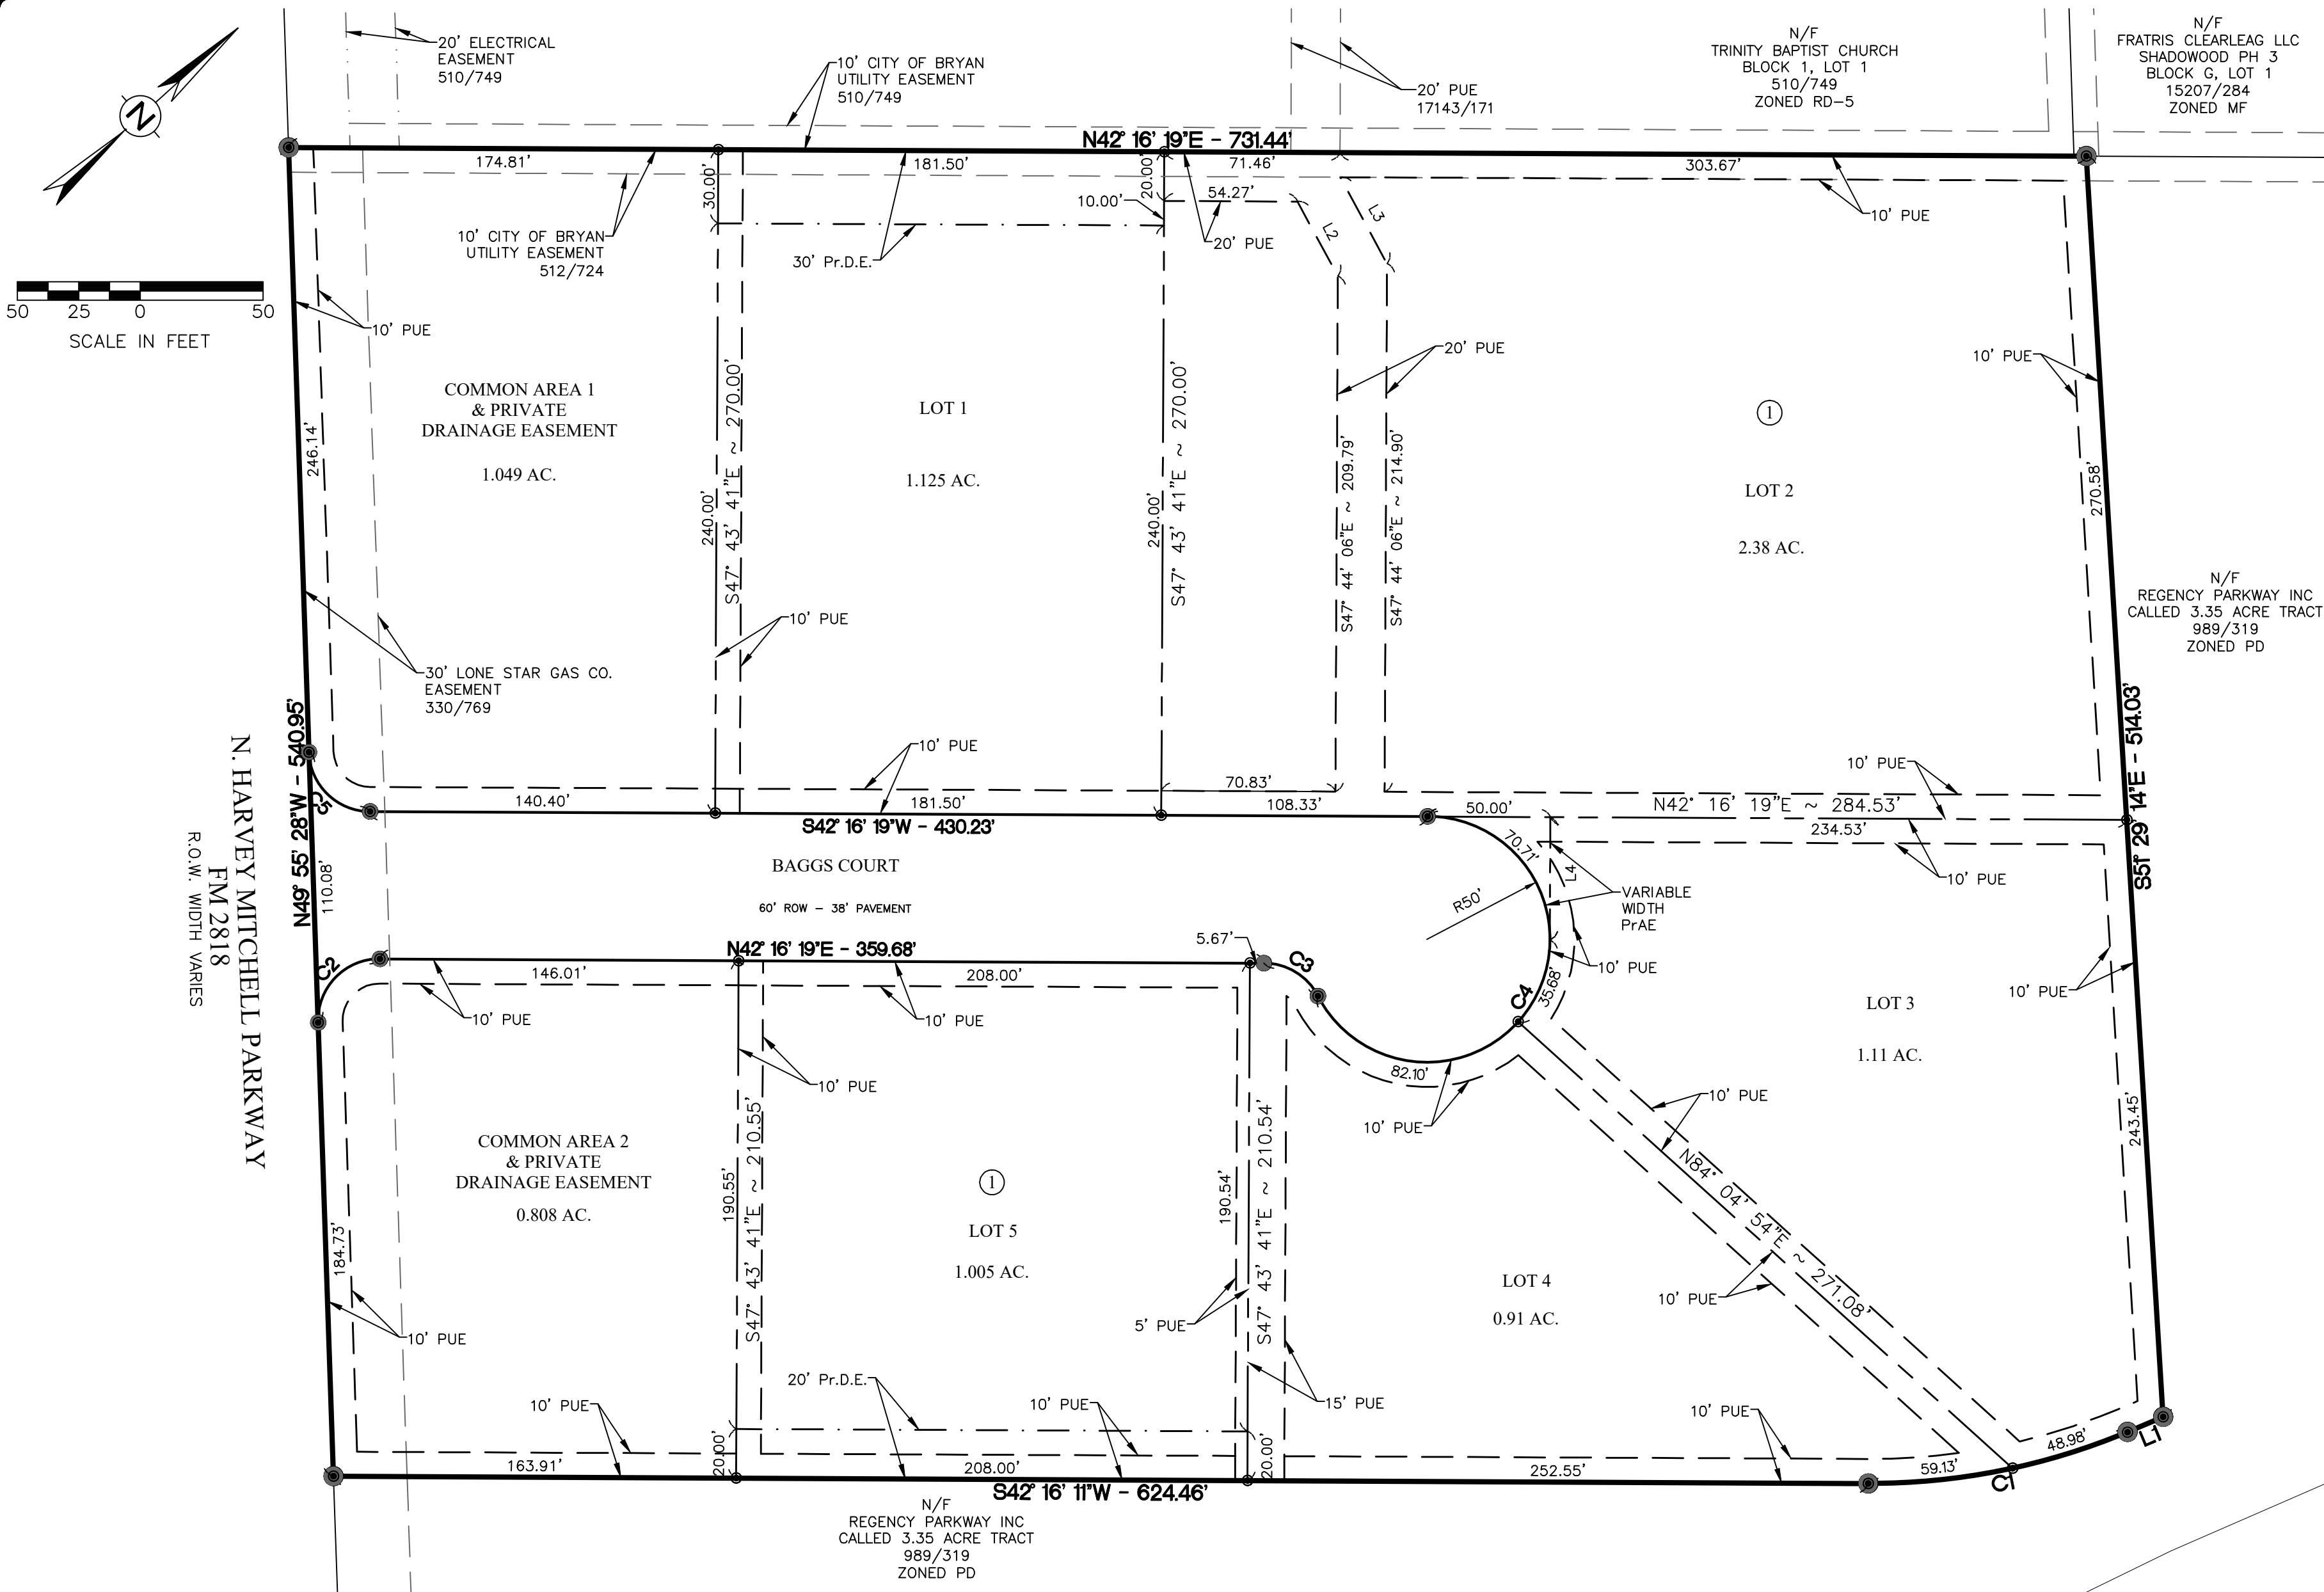 20' ELECTRICAL
EASEMENT
510/749
10' CITY OF BRYAN
UTILITY EASEMENT
510/749
20' PUE
17143/171
N/F
TRINITY BAPTIST CHURCH
BLOCK 1, LOT 1
510/749
ZONED RD-5
N/F
FRATRIS CLEARLEAG LLC
SHADOWOOD PH 3
BLOCK G, LOT 1
15207/284
ZONED MF
N
N42° 16' 19"E - 731.44'
174.81'
181.50'
71.46'
303.67'
30.00'
20.00'
10.00'
54.27'
L2
L3
10' PUE
20' PUE
10' CITY OF BRYAN
UTILITY EASEMENT
512/724
30' Pr.D.E.
50 25 0 50
SCALE IN FEET
10' PUE
20' PUE
10' PUE
COMMON AREA 1
& PRIVATE
DRAINAGE EASEMENT
1.049 AC.
LOT 1
1.125 AC.
1
LOT 2
2.38 AC.
246.14'
240.00'
S47° 43' 41"E ~ 270.00'
240.00'
S47° 43' 41"E ~ 270.00'
S47° 44' 06"E ~ 209.79'
S47° 44' 06"E ~ 214.90'
270.58'
N/F
REGENCY PARKWAY INC
CALLED 3.35 ACRE TRACT
989/319
ZONED PD
10' PUE
30' LONE STAR GAS CO.
EASEMENT
330/769
10' PUE
10' PUE
N49° 55' 28"W - 540.95'
C5
140.40'
181.50'
70.83'
108.33'
50.00'
N42° 16' 19"E ~ 284.53'
234.53'
S51° 29' 14"E - 514.03'
S42° 16' 19"W - 430.23'
BAGGS COURT
60' ROW - 38' PAVEMENT
N. HARVEY MITCHELL PARKWAY
FM 2818
R.O.W. WIDTH VARIES
110.08'
70.71'
R50'
L4
VARIABLE
WIDTH
PrAE
10' PUE
N42° 16' 19"E - 359.68'
5.67'
C3
C2
146.01'
208.00'
C4
35.68'
10' PUE
10' PUE
10' PUE
10' PUE
LOT 3
1.11 AC.
10' PUE
82.10'
10' PUE
10' PUE
COMMON AREA 2
& PRIVATE
DRAINAGE EASEMENT
0.808 AC.
1
LOT 5
1.005 AC.
LOT 4
0.91 AC.
184.73'
190.55'
S47° 43' 41"E ~ 210.55'
190.54'
S47° 43' 41"E ~ 210.54'
N84° 04' 54"E ~ 271.08'
243.45'
10' PUE
5' PUE
10' PUE
20' Pr.D.E.
10' PUE
10' PUE
15' PUE
10' PUE
20.00'
20.00'
163.91'
208.00'
252.55'
59.13'
48.98'
C1
L1
S42° 16' 11"W - 624.46'
N/F
REGENCY PARKWAY INC
CALLED 3.35 ACRE TRACT
989/319
ZONED PD